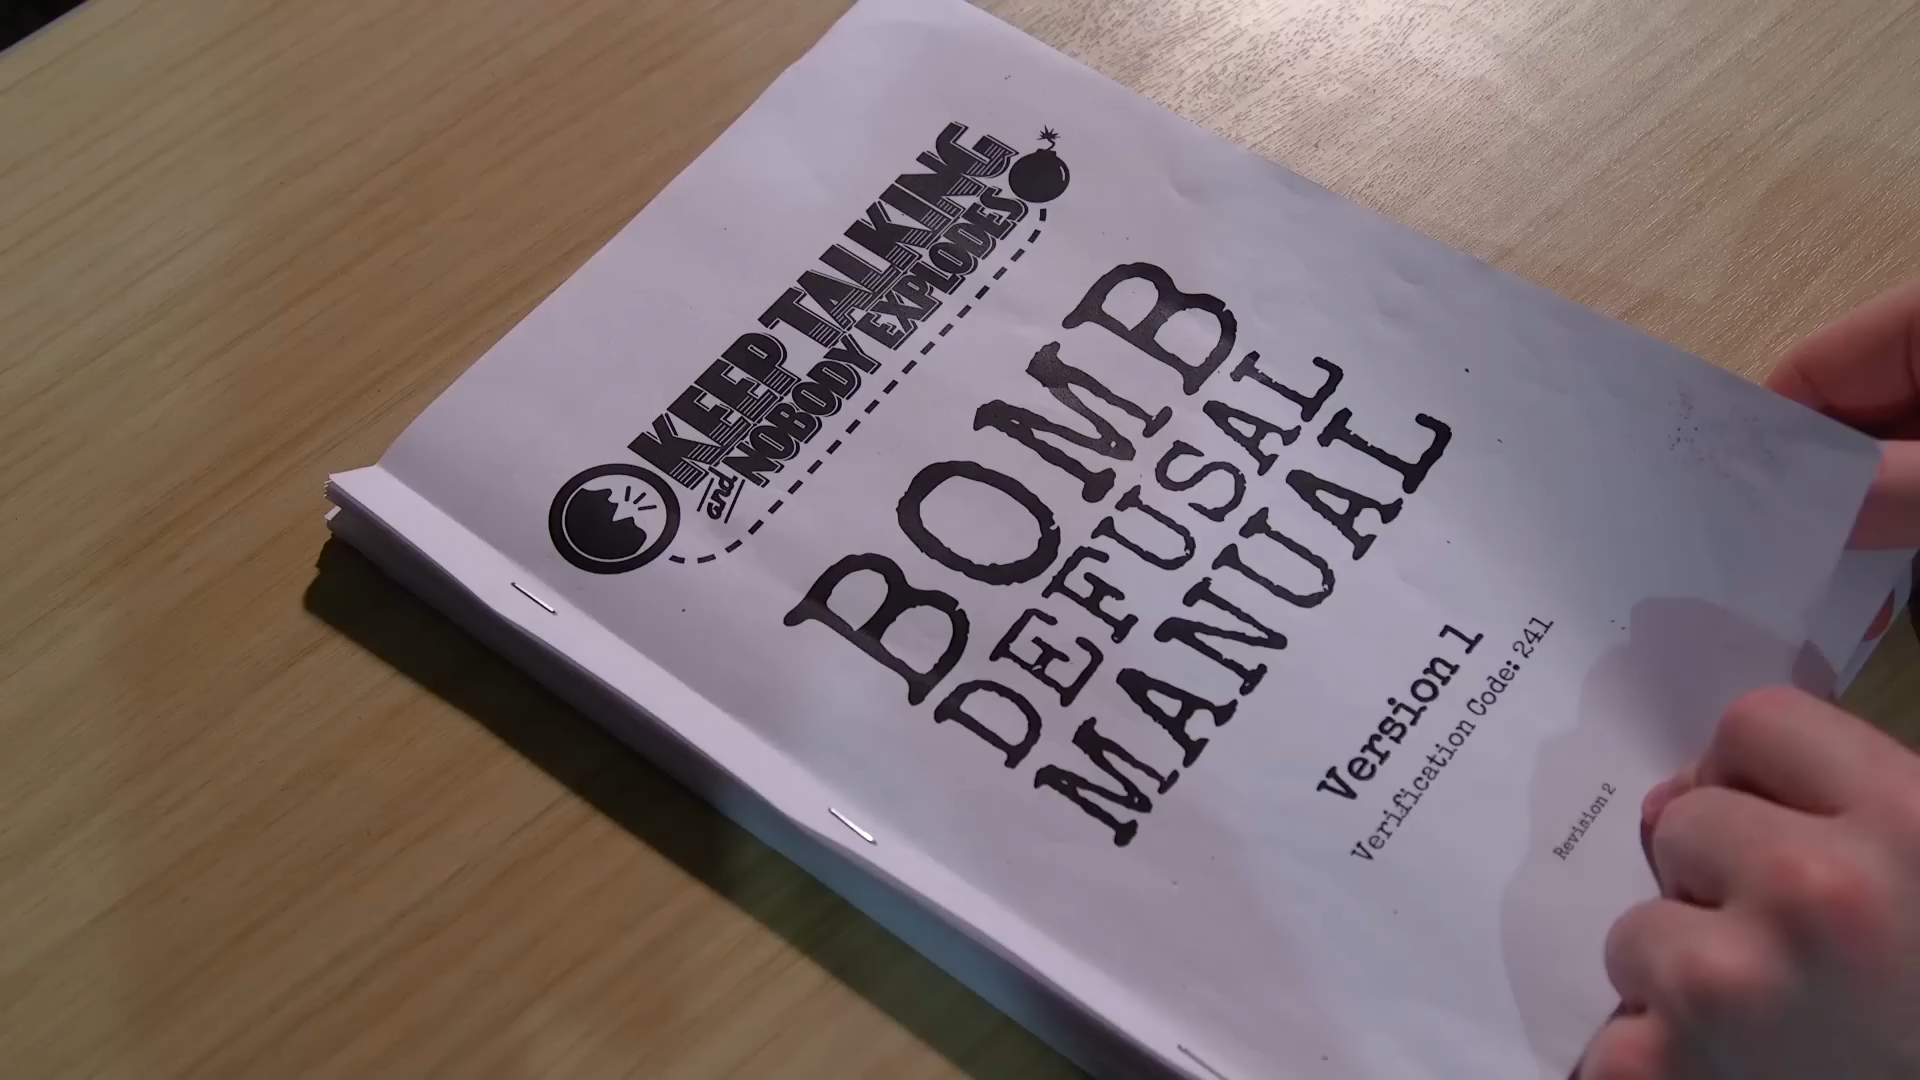 KEEP TALKING
and NOBODY EXPLODES
BOMB
DEFUSAL
MANUAL
Version 1
Verification Code: 241
Revision 2